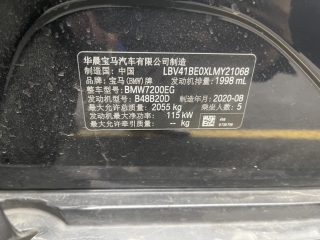 华晨宝马汽车有限公司制造
制造国：中国 LBV41BE0XLMY21068
品牌：宝马(BMW)牌 发动机排量：1998 mL
整车型号：BMW7200EG
发动机型号：B48B20D 制造年月：2020-08
最大允许总质量：2055 kg 乘坐人数：5
发动机最大净功率：115 kW
最大允许牵引质量：— kg